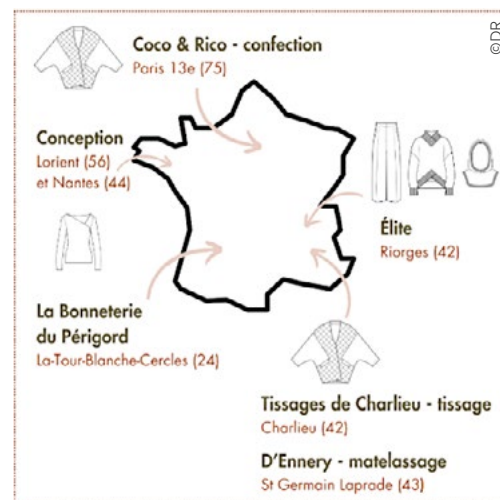 ©DR
Coco & Rico - confection
Paris 13e (75)
Conception
Lorient (56)
et Nantes (44)
Élite
Riorges (42)
La Bonneterie
du Périgord
La-Tour-Blanche-Cercles (24)
Tissages de Charlieu - tissage
Charlieu (42)
D'Ennery - matelassage
St Germain Laprade (43)